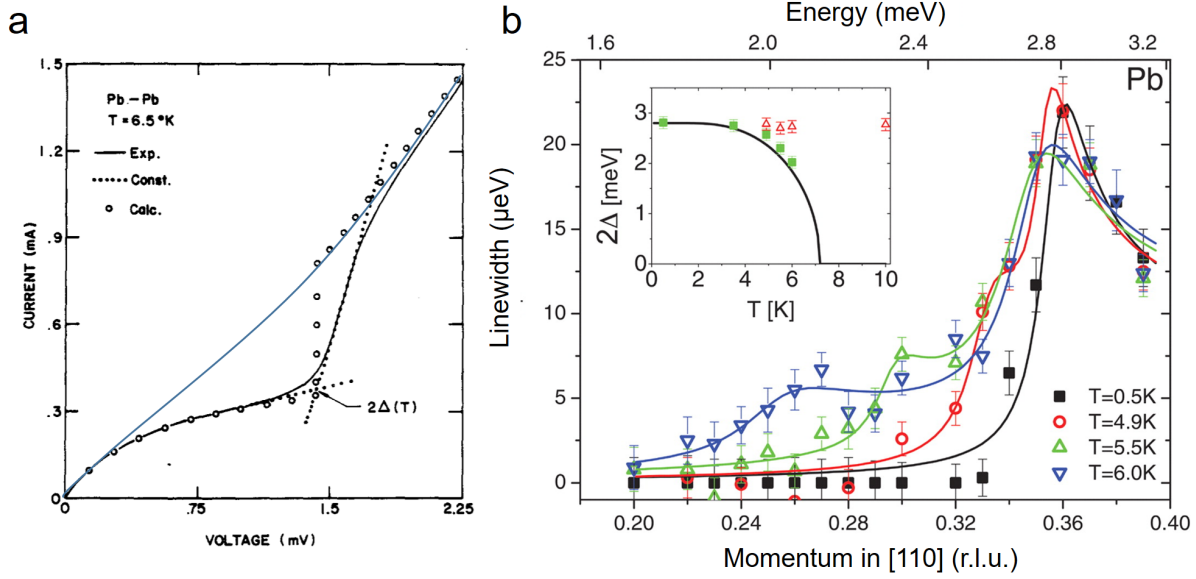 a
1.5
1.2
.9
.6
.3
0
0
.75
1.5
2.25
CURRENT (mA)
VOLTAGE (mV)
Pb - Pb
T = 6.5 °K
Exp.
Const.
Calc.
2Δ(T)
b
Energy (meV)
1.6
2.0
2.4
2.8
3.2
25
20
15
10
5
0
Linewidth (μeV)
Pb
3
2
1
0
2Δ [meV]
0
2
4
6
8
10
T [K]
T=0.5K
T=4.9K
T=5.5K
T=6.0K
0.20
0.24
0.28
0.32
0.36
0.40
Momentum in [110] (r.l.u.)